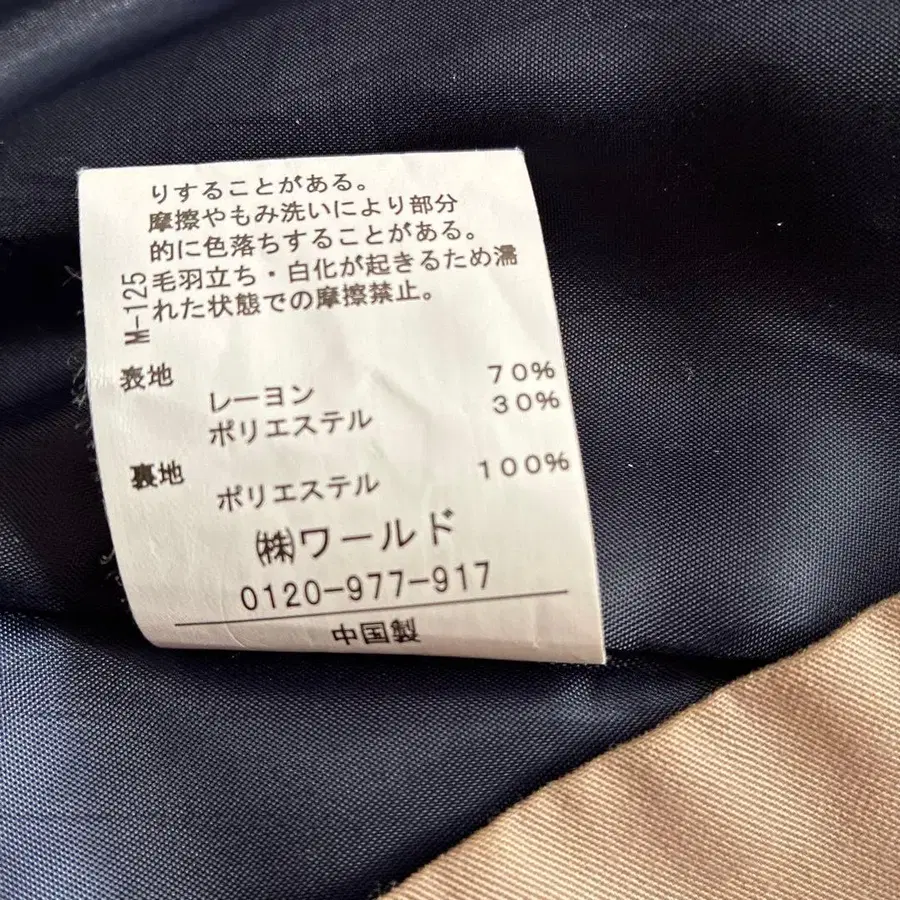 りすることがある。
摩擦やもみ洗いにより部分
的に色落ちすることがある。
毛羽立ち・白化が起きるため濡
れた状態での摩擦禁止。
M-125
表地
レーヨン 70%
ポリエステル 30%
裏地
ポリエステル 100%
㈱ワールド
0120-977-917
中国製